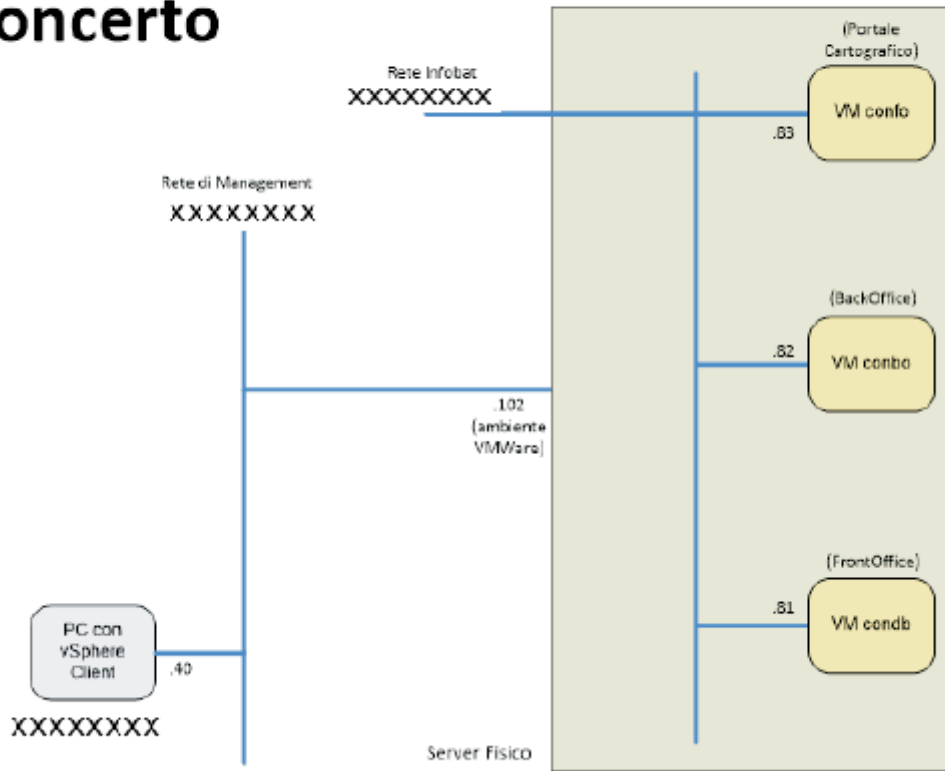 oncerto
(Portale
Cartografico)
Rete Infobat
XXXXXXXX
VM confo
.83
Rete di Management
XXXXXXXX
(BackOffice)
.82
VM conbo
.102
(ambiente
VMWare)
(FrontOffice)
.81
VM condb
PC con
vSphere
Client
.40
XXXXXXXX
Server Fisico